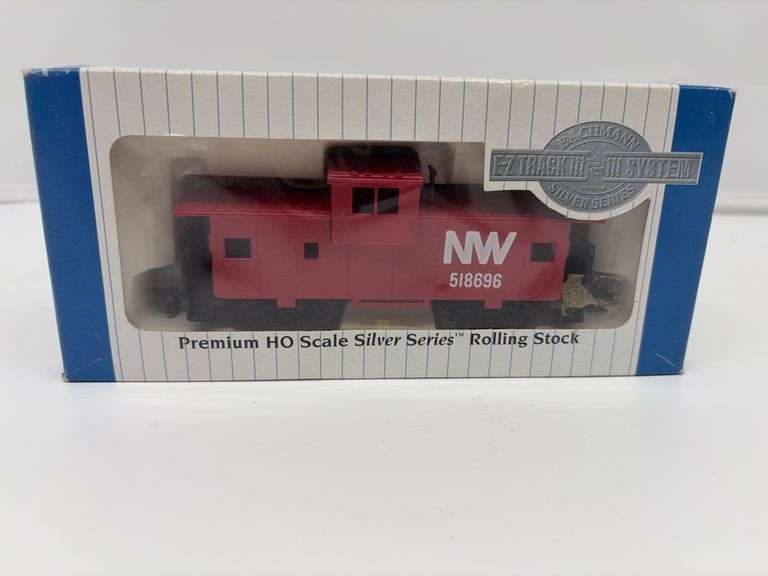 BACHMANN
E-Z TRACK SYSTEM
SILVER SERIES
NW
518696
Premium HO Scale Silver Series™ Rolling Stock